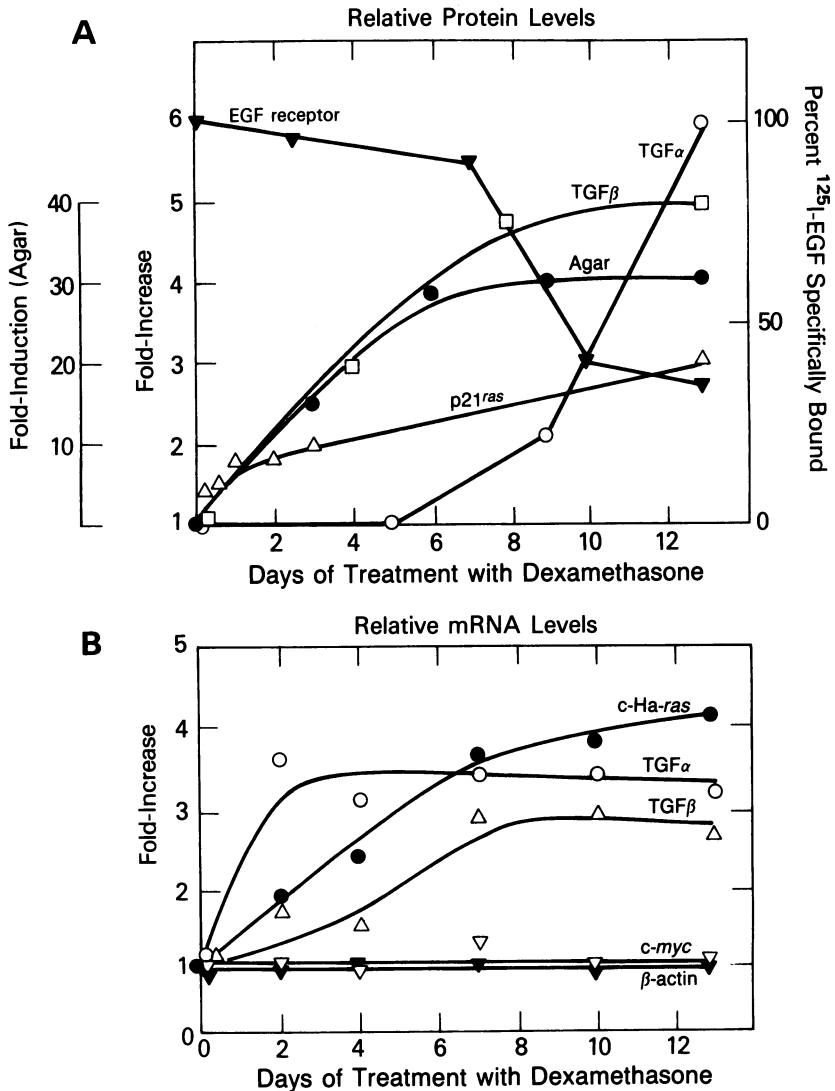 A
Relative Protein Levels
EGF receptor
TGFα
TGFβ
Agar
p21ras
6
5
4
3
2
1
40
30
20
10
100
50
0
Fold-Induction (Agar)
Fold-Increase
Percent 125I-EGF Specifically Bound
2 4 6 8 10 12
Days of Treatment with Dexamethasone
B
Relative mRNA Levels
5
4
3
2
1
0
Fold-Increase
c-Ha-ras
TGFα
TGFβ
c-myc
β-actin
0 2 4 6 8 10 12
Days of Treatment with Dexamethasone